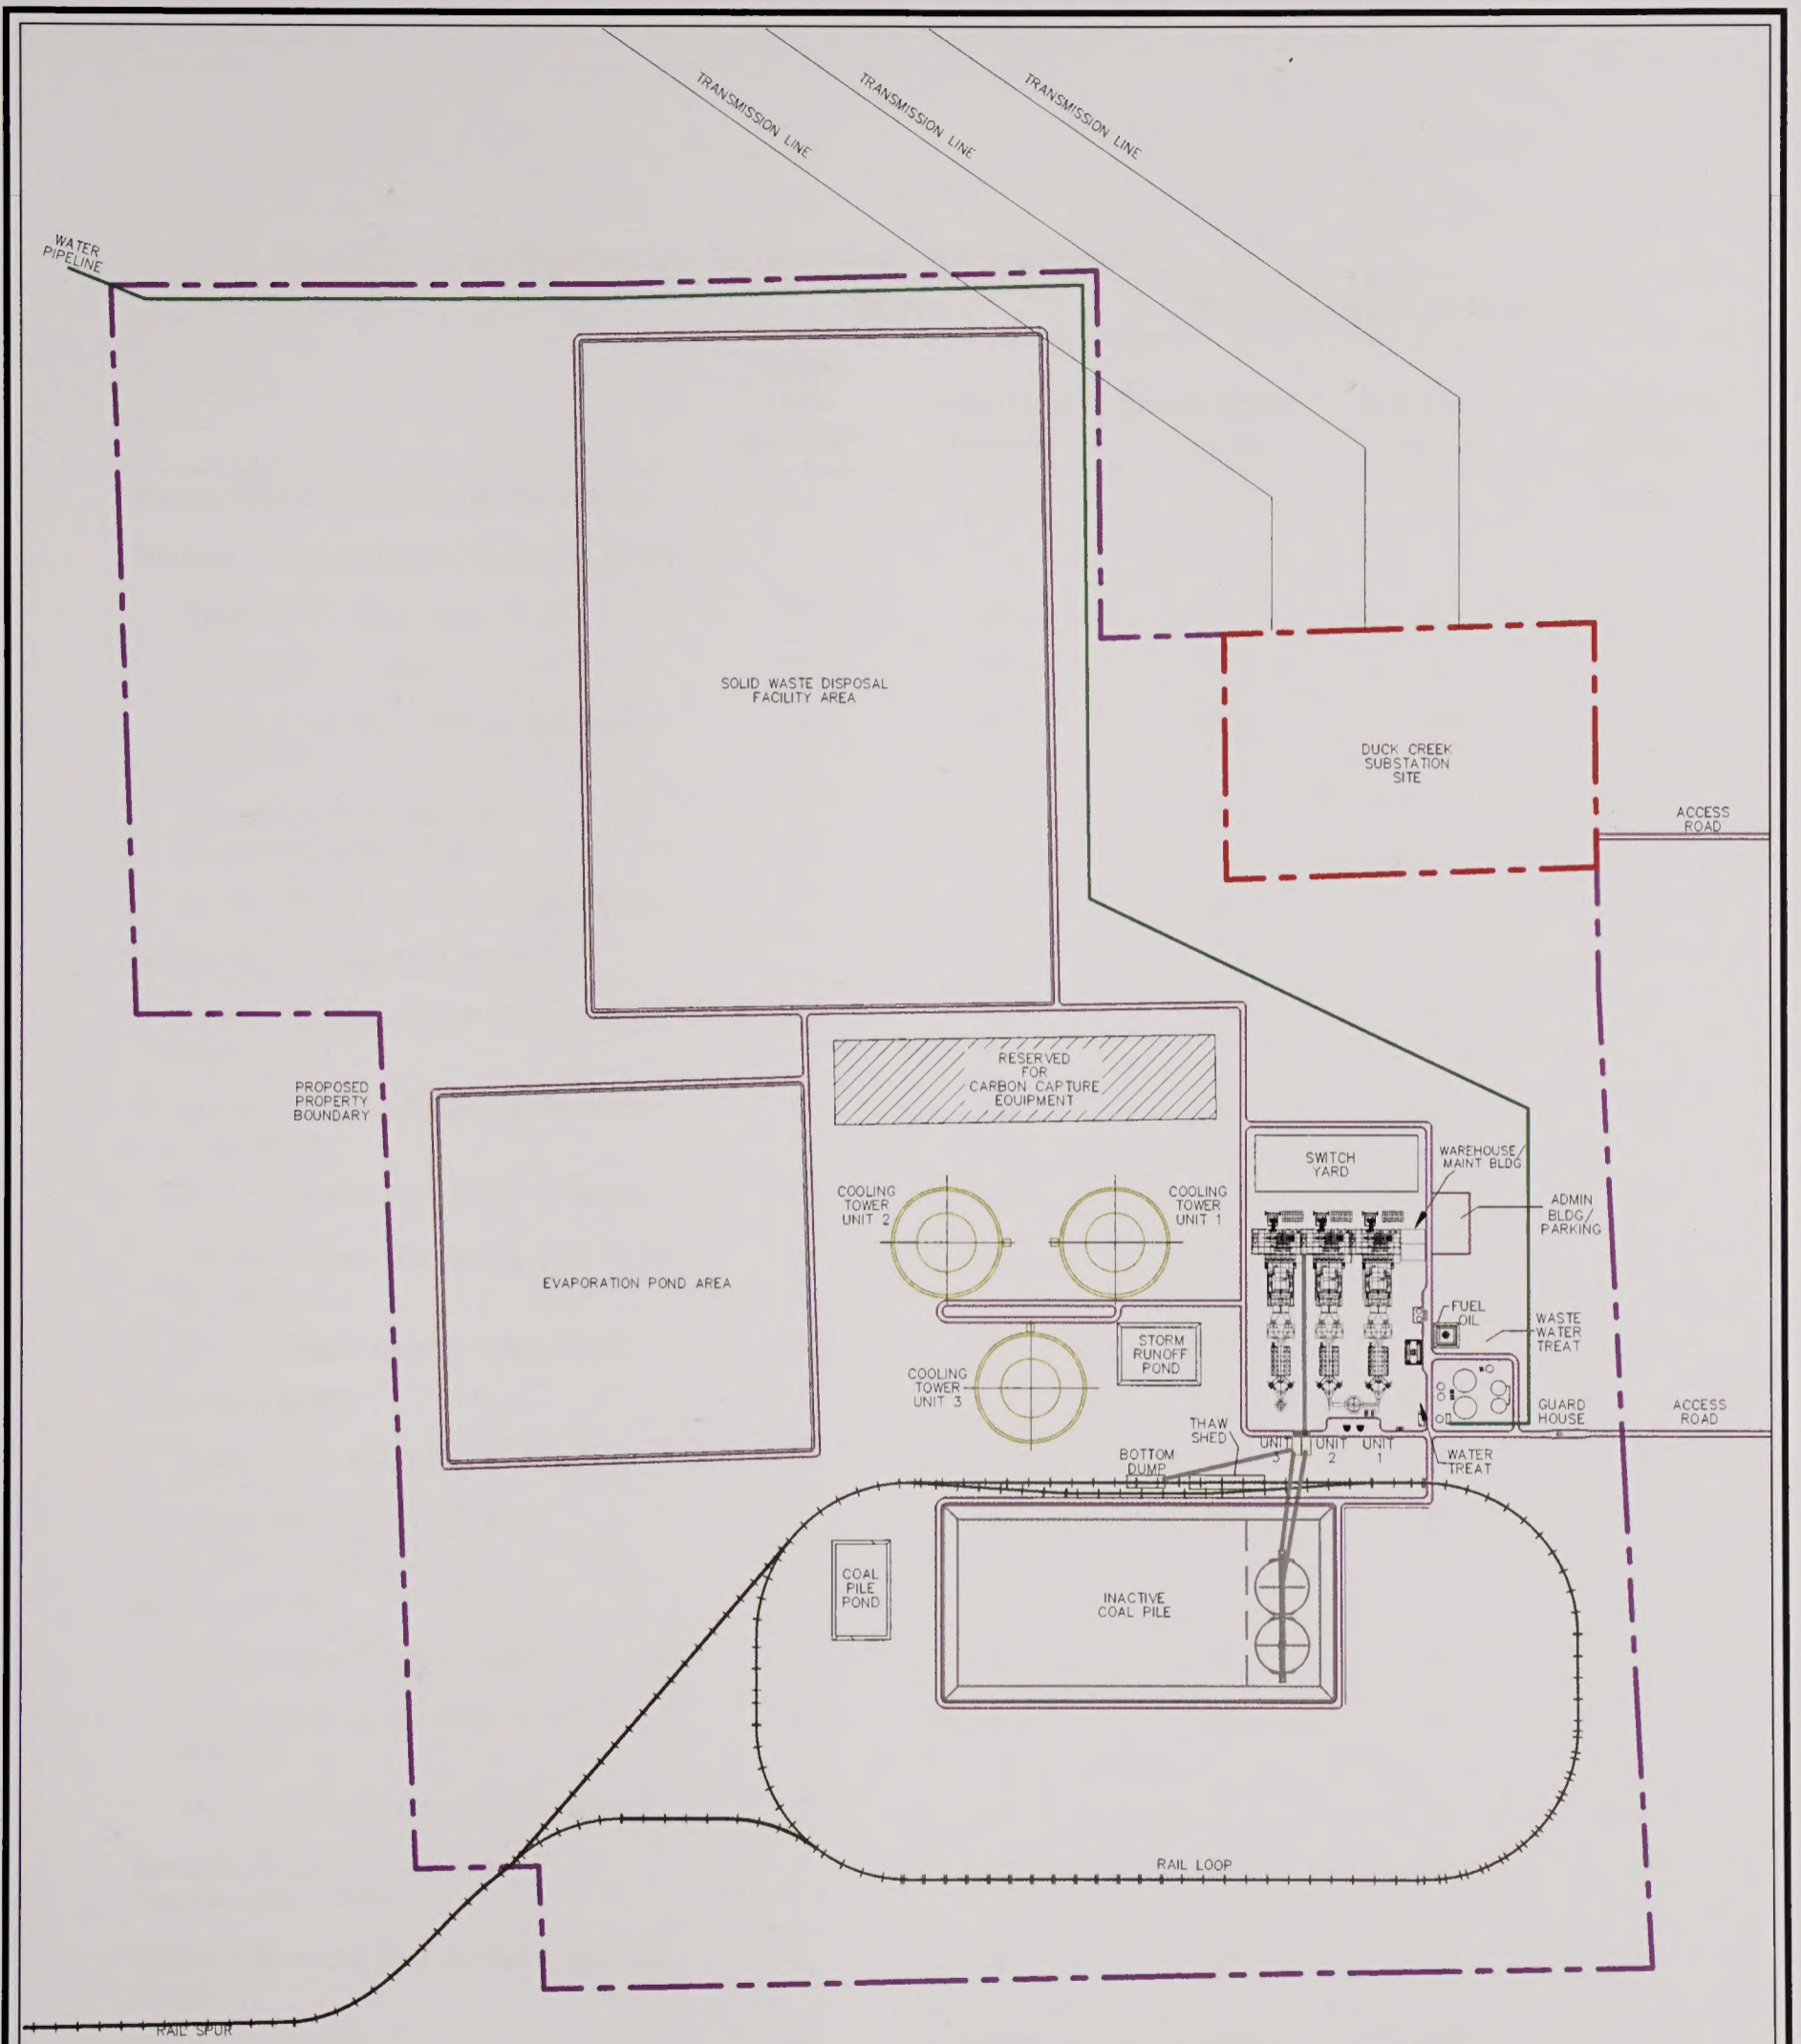 TRANSMISSION LINE
TRANSMISSION LINE
TRANSMISSION LINE
WATER
PIPELINE
SOLID WASTE DISPOSAL
FACILITY AREA
DUCK CREEK
SUBSTATION
SITE
ACCESS
ROAD
RESERVED
FOR
CARBON CAPTURE
EQUIPMENT
PROPOSED
PROPERTY
BOUNDARY
SWITCH
YARD
WAREHOUSE/
MAINT BLDG
COOLING
TOWER
UNIT 2
COOLING
TOWER
UNIT 1
ADMIN
BLDG/
PARKING
EVAPORATION POND AREA
FUEL
OIL
WASTE
WATER
TREAT
STORM
RUNOFF
POND
COOLING
TOWER
UNIT 3
GUARD
HOUSE
ACCESS
ROAD
THAW
SHED
UNIT
3
UNIT
2
UNIT
1
BOTTOM
DUMP
WATER
TREAT
COAL
PILE
POND
INACTIVE
COAL PILE
RAIL LOOP
RAIL SPUR